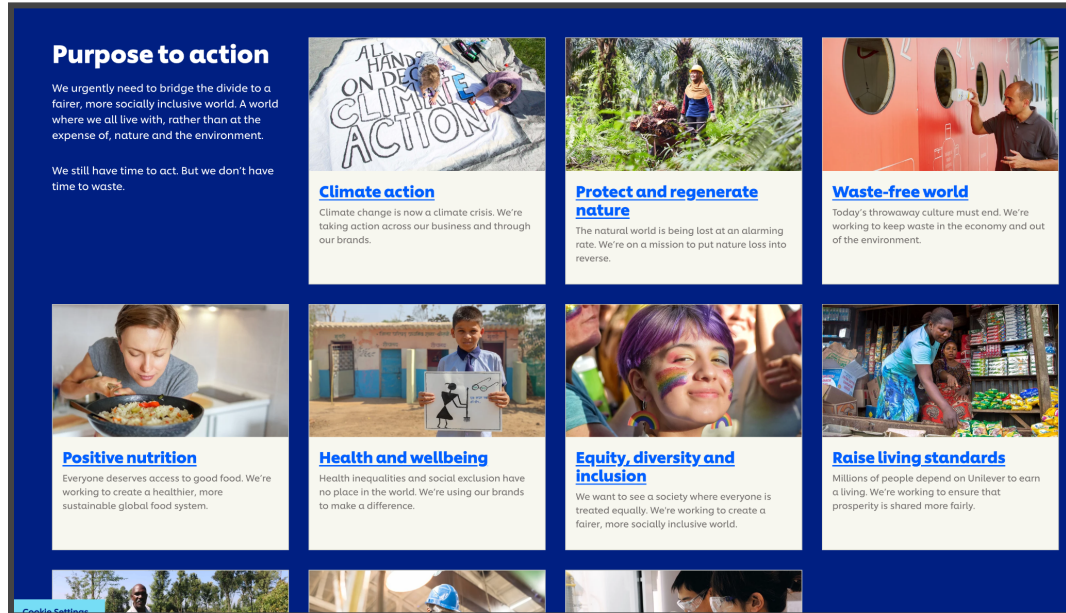 Purpose to action
We urgently need to bridge the divide to a
fairer, more socially inclusive world. A world
where we all live with, rather than at the
expense of, nature and the environment.
We still have time to act. But we don't have
time to waste.
ALL
HANDS
ON DECK
CLIMATE
ACTION
Climate action
Climate change is now a climate crisis. We're
taking action across our business and through
our brands.
Protect and regenerate
nature
The natural world is being lost at an alarming
rate. We're on a mission to put nature loss into
reverse.
Waste-free world
Today's throwaway culture must end. We're
working to keep waste in the economy and out
of the environment.
Positive nutrition
Everyone deserves access to good food. We're
working to create a healthier, more
sustainable global food system.
Health and wellbeing
Health inequalities and social exclusion have
no place in the world. We're using our brands
to make a difference.
Equity, diversity and
inclusion
We want to see a society where everyone is
treated equally. We're working to create a
fairer, more socially inclusive world.
Raise living standards
Millions of people depend on Unilever to earn
a living. We're working to ensure that
prosperity is shared more fairly.
Cookie Settings